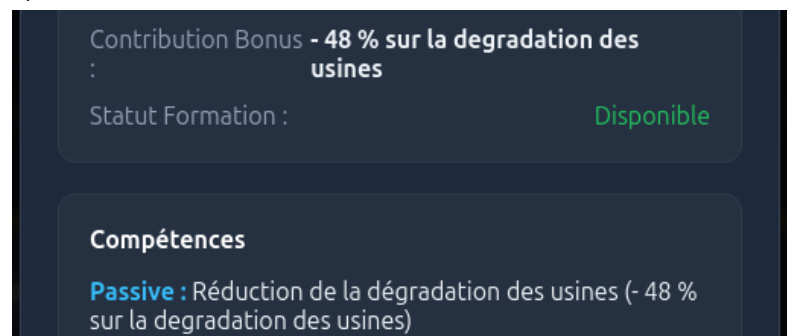 Contribution Bonus - 48 % sur la degradation des
: usines
Statut Formation : Disponible
Compétences
Passive : Réduction de la dégradation des usines (- 48 %
sur la degradation des usines)